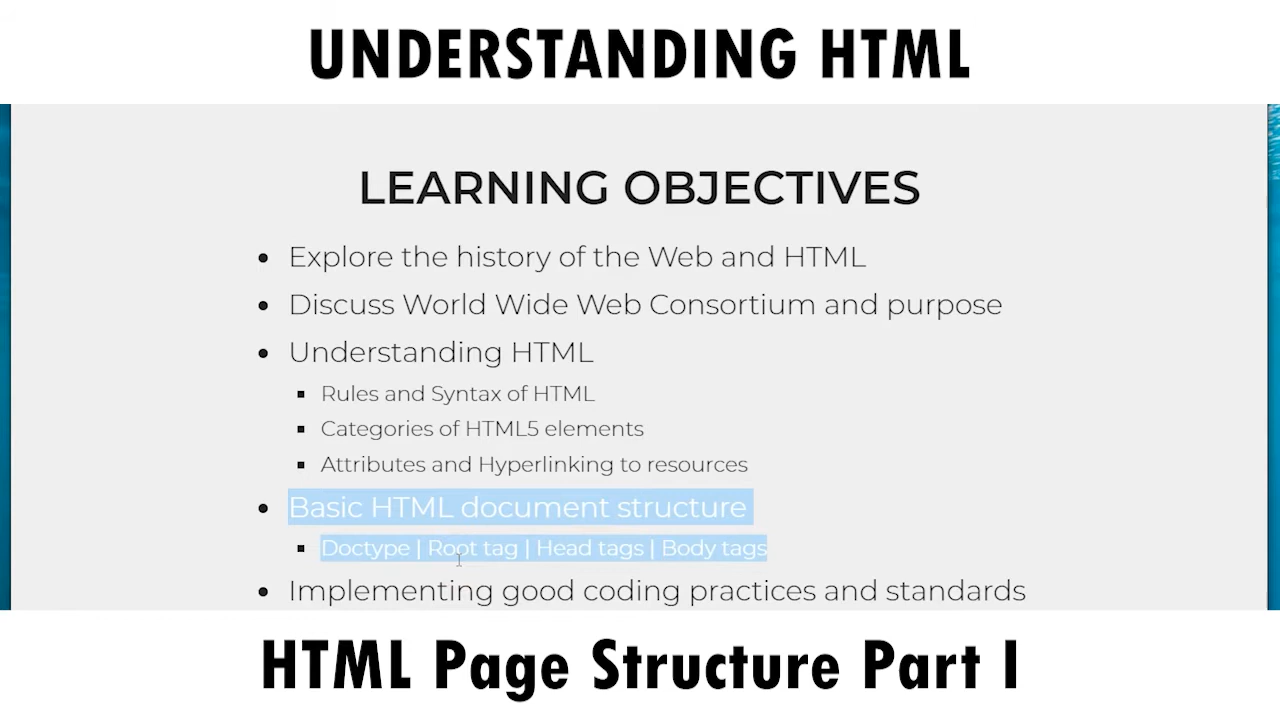 UNDERSTANDING HTML
LEARNING OBJECTIVES
Explore the history of the Web and HTML
Discuss World Wide Web Consortium and purpose
Understanding HTML
Rules and Syntax of HTML
Categories of HTML5 elements
Attributes and Hyperlinking to resources
Basic HTML document structure
Doctype | Root tag | Head tags | Body tags
Implementing good coding practices and standards
HTML Page Structure Part I